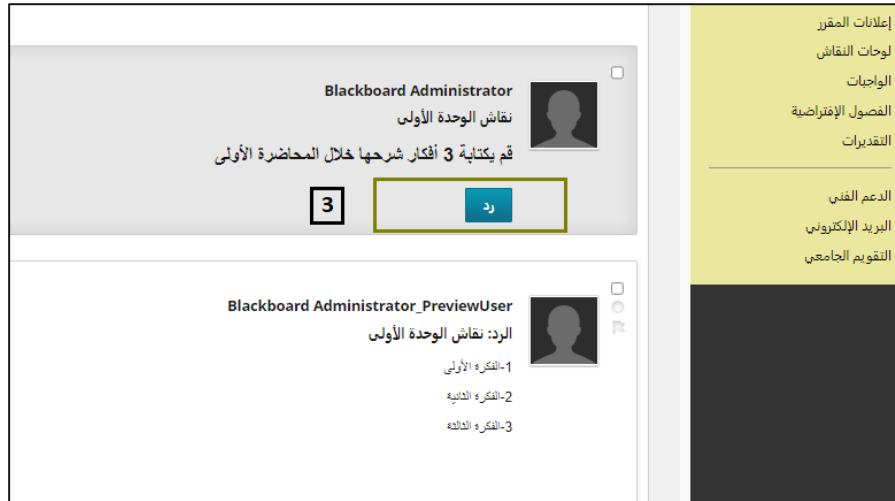 إعلانات المقرر
لوحات النقاش
الواجبات
الفصول الإفتراضية
التقديرات
الدعم الفني
البريد الإلكتروني
التقويم الجامعي
Blackboard Administrator
نقاش الوحدة الأولى
قم يكتابة 3 أفكار شرحها خلال المحاضرة الأولى
رد
3
Blackboard Administrator_PreviewUser
الرد: نقاش الوحدة الأولى
1-الفكرة الأولى
2-الفكرة الثانية
3-الفكرة الثالثة